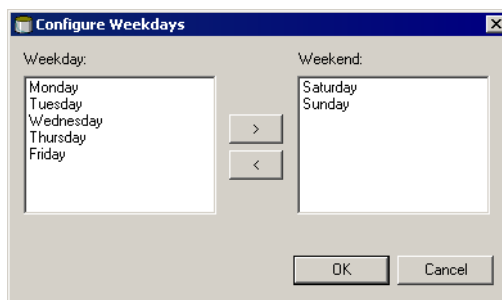 Configure Weekdays
Weekday:
Weekend:
Monday
Tuesday
Wednesday
Thursday
Friday
>
<
Saturday
Sunday
OK
Cancel